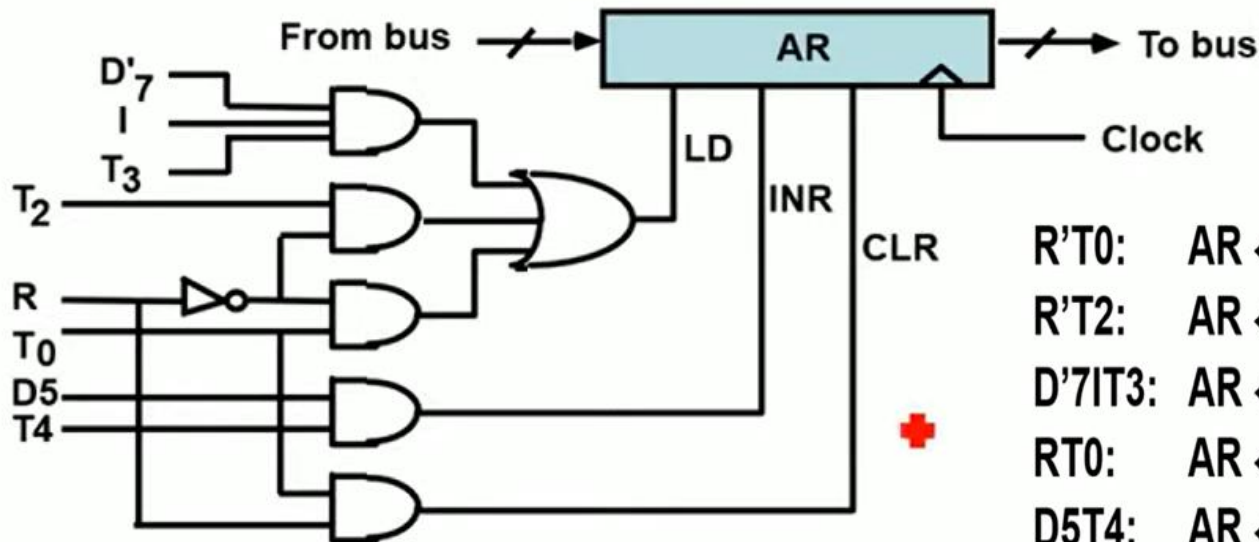 From bus
AR
To bus
D'7
I
T3
LD
Clock
T2
INR
CLR
R
T0
D5
T4
R'T0: AR
R'T2: AR
D'7IT3: AR
RT0: AR
D5T4: AR